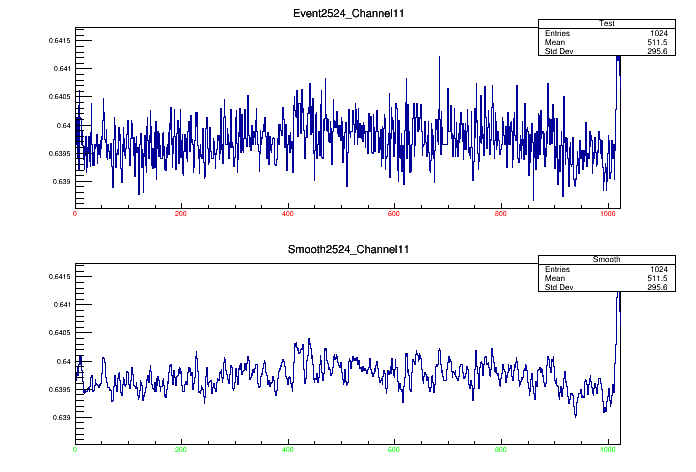 Event2524_Channel11
Test
Entries 1024
Mean 511.5
Std Dev 295.6
0.6415
0.641
0.6405
0.64
0.6395
0.639
0 200 400 600 800 1000
Smooth2524_Channel11
Smooth
Entries 1024
Mean 511.5
Std Dev 295.6
0.6415
0.641
0.6405
0.64
0.6395
0.639
0 200 400 600 800 1000